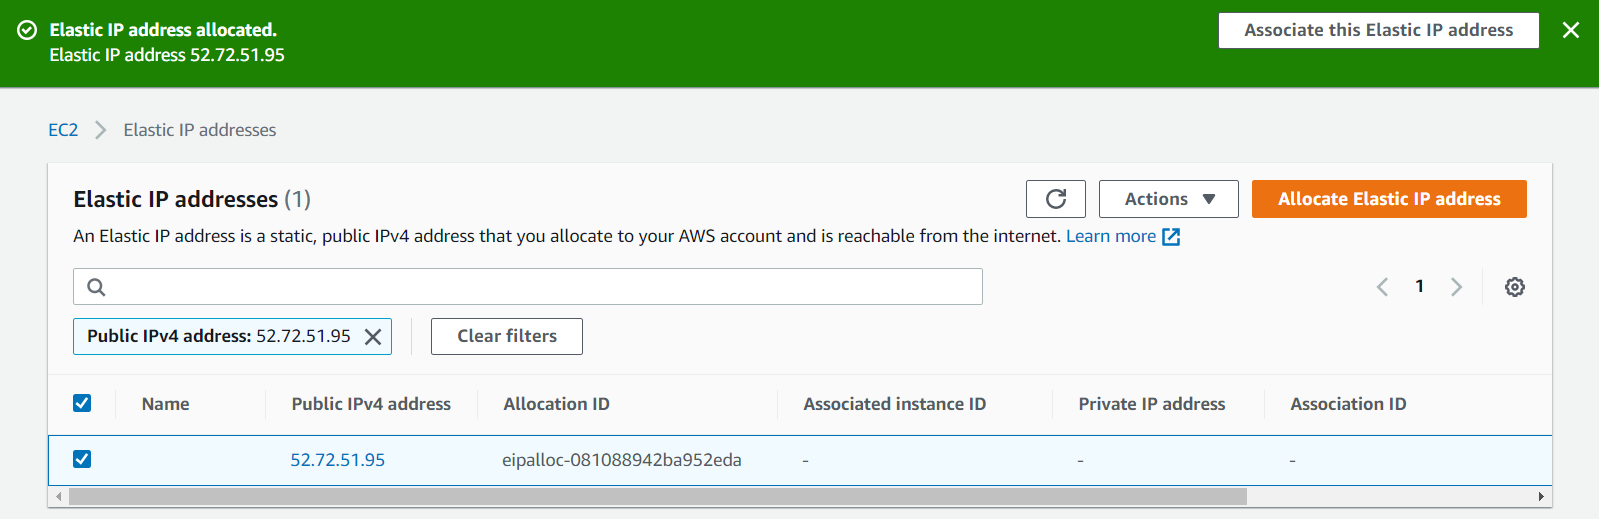 Elastic IP address allocated.
Elastic IP address 52.72.51.95
Associate this Elastic IP address
EC2 Elastic IP addresses
Elastic IP addresses (1)
Actions
Allocate Elastic IP address
An Elastic IP address is a static, public IPv4 address that you allocate to your AWS account and is reachable from the internet. Learn more
1
Public IPv4 address: 52.72.51.95
Clear filters
Name Public IPv4 address Allocation ID Associated instance ID Private IP address Association ID
52.72.51.95 eipalloc-081088942ba952eda - - -